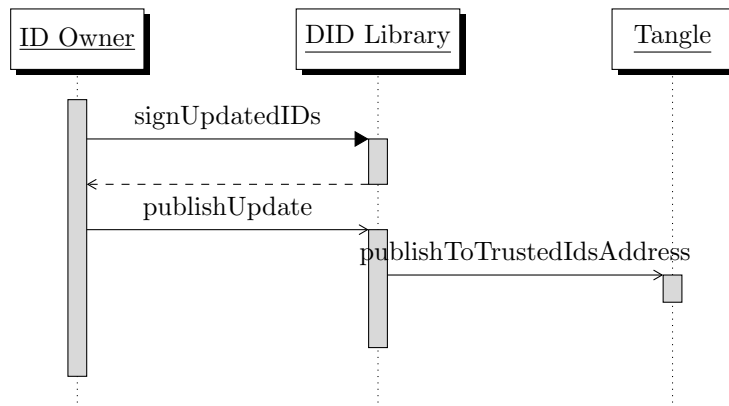 ID Owner
DID Library
Tangle
signUpdatedIDs
publishUpdate
publishToTrustedIdsAddress